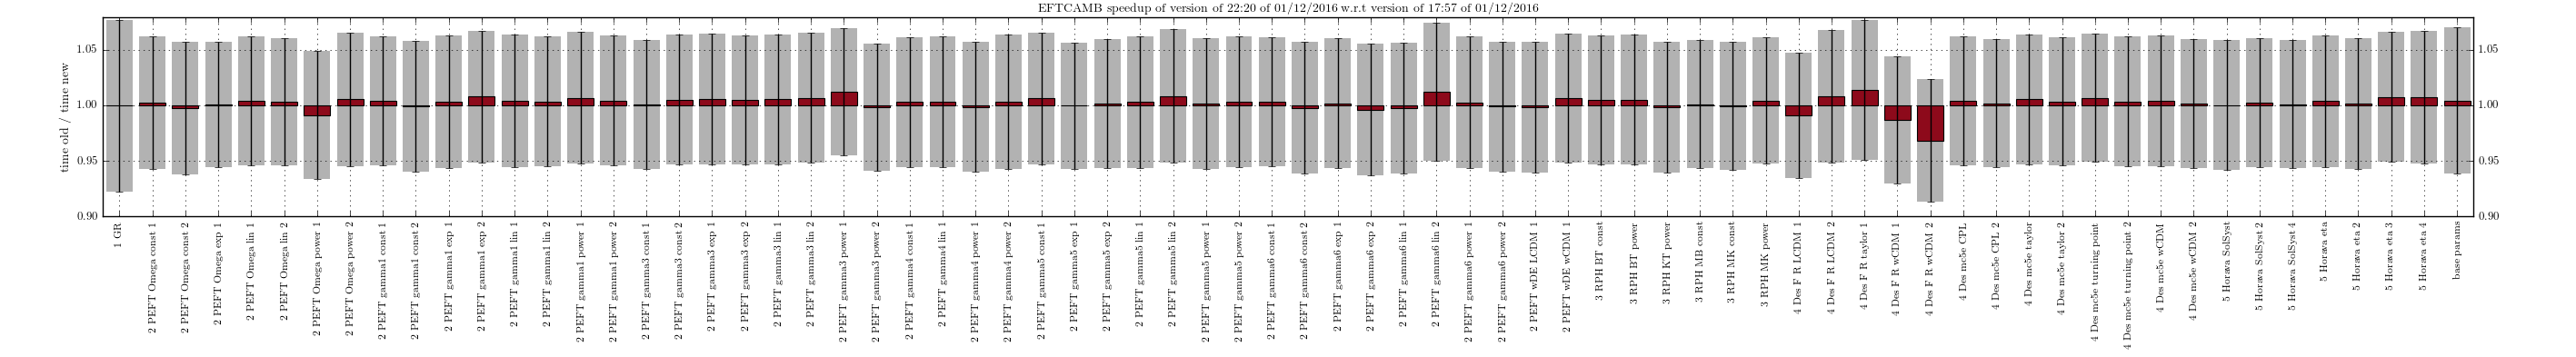 EFTCAMB speedup of version of 22:20 of 01/12/2016 w.r.t version of 17:57 of 01/12/2016
time old / time new
1.05
1.00
0.95
0.90
1.05
1.00
0.95
0.90
1 GR
2 PEFT Omega const 1
2 PEFT Omega const 2
2 PEFT Omega exp 1
2 PEFT Omega lin 1
2 PEFT Omega lin 2
2 PEFT Omega power 1
2 PEFT Omega power 2
2 PEFT gamma1 const 1
2 PEFT gamma1 const 2
2 PEFT gamma1 exp 1
2 PEFT gamma1 exp 2
2 PEFT gamma1 lin 1
2 PEFT gamma1 lin 2
2 PEFT gamma1 power 1
2 PEFT gamma1 power 2
2 PEFT gamma3 const 1
2 PEFT gamma3 const 2
2 PEFT gamma3 exp 1
2 PEFT gamma3 exp 2
2 PEFT gamma3 lin 1
2 PEFT gamma3 lin 2
2 PEFT gamma3 power 1
2 PEFT gamma3 power 2
2 PEFT gamma4 const 1
2 PEFT gamma4 lin 1
2 PEFT gamma4 power 1
2 PEFT gamma4 power 2
2 PEFT gamma5 const 1
2 PEFT gamma5 exp 1
2 PEFT gamma5 exp 2
2 PEFT gamma5 lin 1
2 PEFT gamma5 lin 2
2 PEFT gamma5 power 1
2 PEFT gamma5 power 2
2 PEFT gamma6 const 1
2 PEFT gamma6 const 2
2 PEFT gamma6 exp 1
2 PEFT gamma6 exp 2
2 PEFT gamma6 lin 1
2 PEFT gamma6 lin 2
2 PEFT gamma6 power 1
2 PEFT gamma6 power 2
2 PEFT wDE LCDM 1
2 PEFT wDE wCDM 1
3 RPH BT const
3 RPH BT power
3 RPH KT power
3 RPH MB const
3 RPH MK const
3 RPH MK power
4 Des F R LCDM 1
4 Des F R LCDM 2
4 Des F R taylor 1
4 Des F R wCDM 1
4 Des F R wCDM 2
4 Des mc5e CPL
4 Des mc5e CPL 2
4 Des mc5e taylor
4 Des mc5e taylor 2
4 Des mc5e turning point
4 Des mc5e turning point 2
4 Des mc5e wCDM
4 Des mc5e wCDM 2
5 Horava SolSyst
5 Horava SolSyst 2
5 Horava SolSyst 4
5 Horava eta
5 Horava eta 2
5 Horava eta 3
5 Horava eta 4
base params